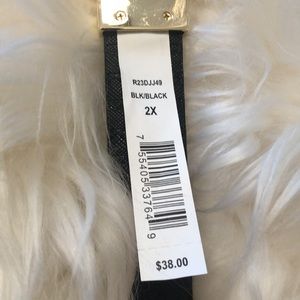 R23DJJ49
BLK/BLACK
2X
7 55405 33764 9
$38.00